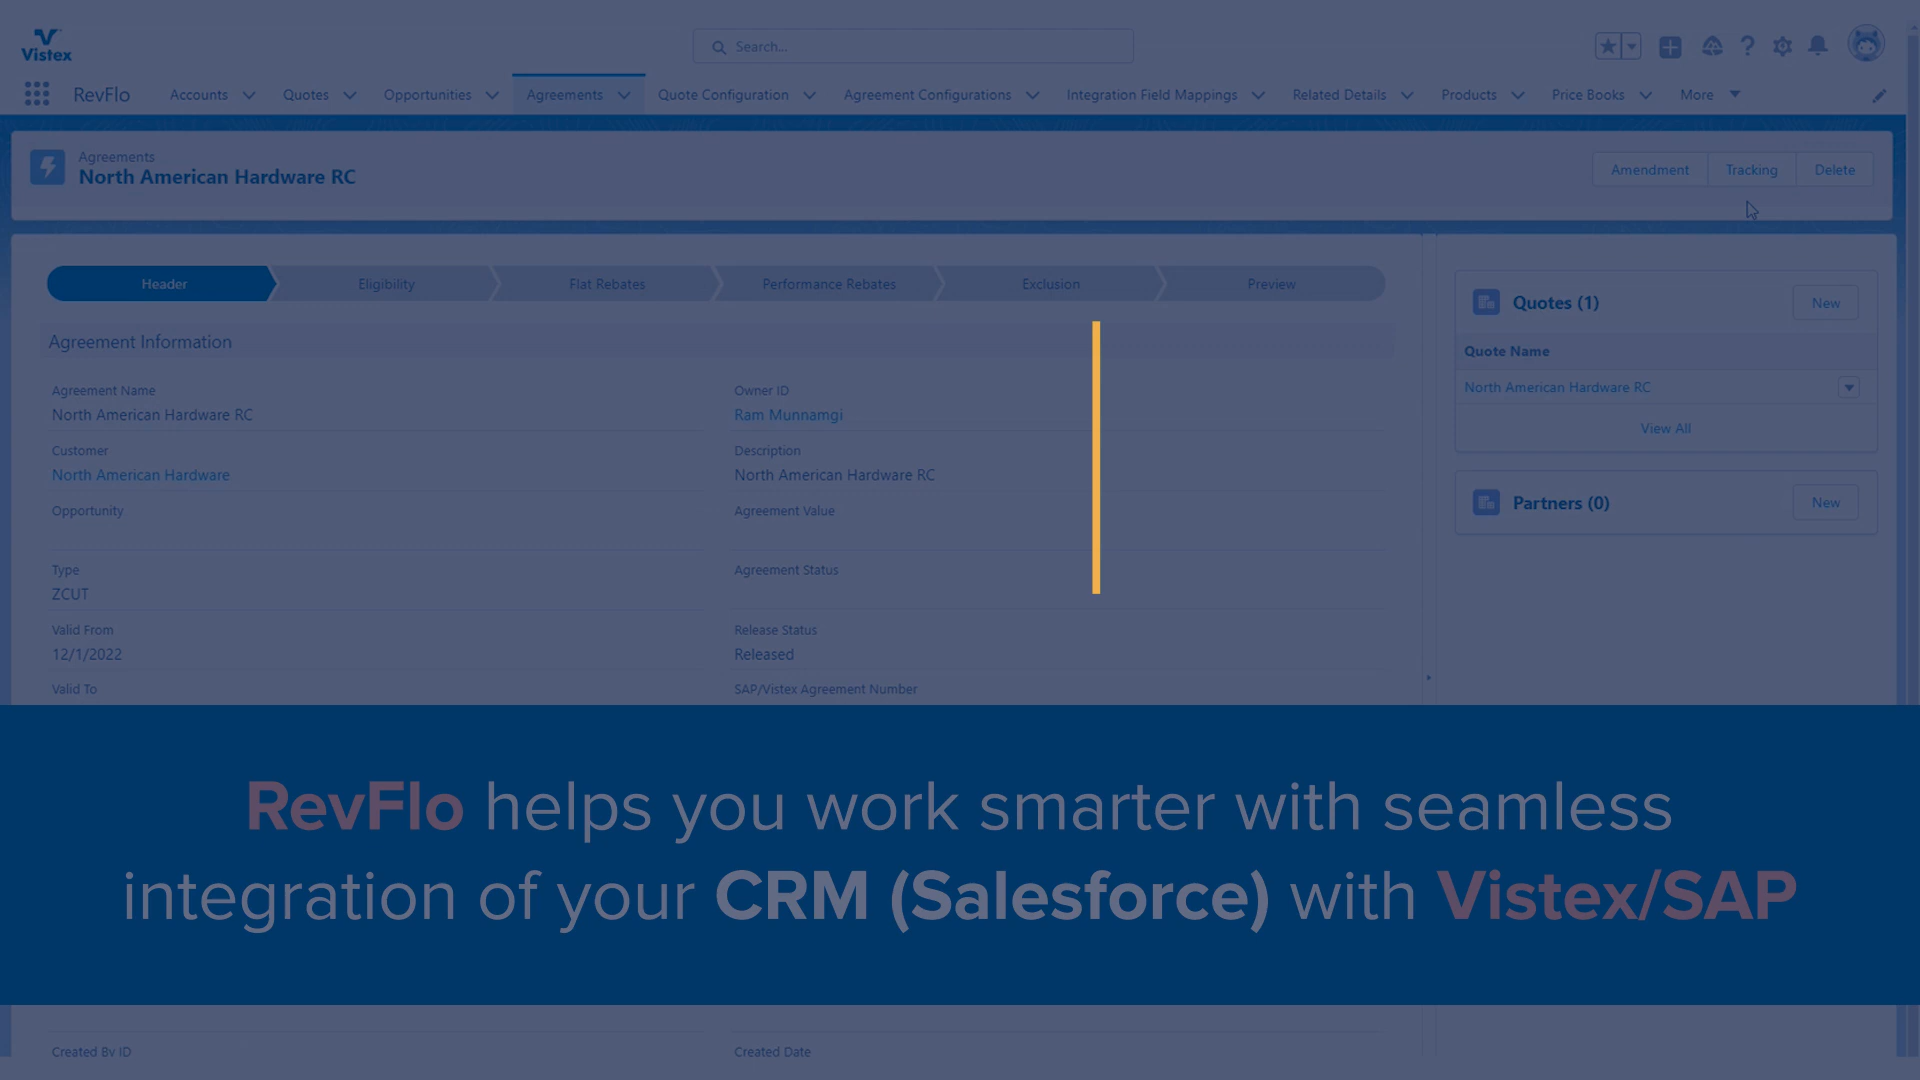 Vistex
Search...
RevFlo Accounts Quotes Opportunities Agreements Quote Configuration Agreement Configurations Integration Field Mappings Related Details Products Price Books More
Agreements
North American Hardware RC
Amendment Tracking Delete
Header Eligibility Flat Rebates Performance Rebates Exclusion Preview
Agreement Information
Agreement Name
North American Hardware RC
Owner ID
Ram Munnamgi
Customer
North American Hardware
Description
North American Hardware RC
Opportunity
Agreement Value
Type
ZCUT
Agreement Status
Valid From
12/1/2022
Release Status
Released
Valid To
SAP/Vistex Agreement Number
Quotes (1) New
Quote Name
North American Hardware RC
View All
Partners (0) New
RevFlo helps you work smarter with seamless
integration of your CRM (Salesforce) with Vistex/SAP
Created By ID
Created Date